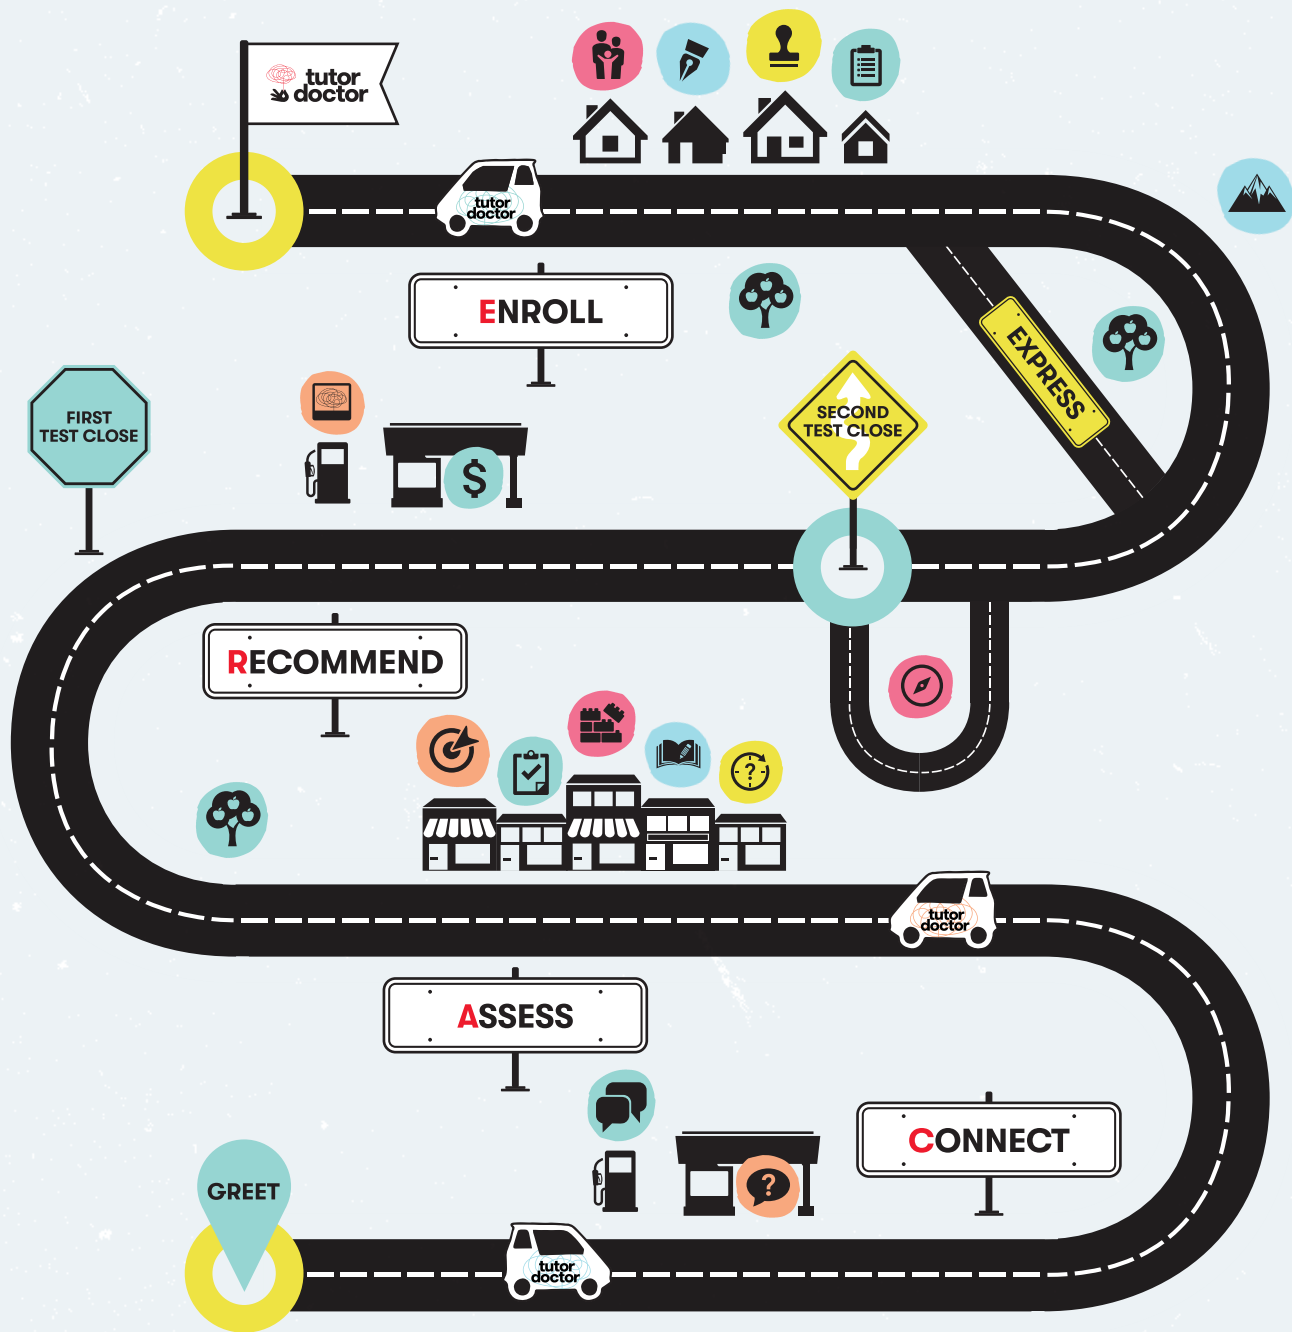 tutor
doctor
tutor
doctor
ENROLL
EXPRESS
FIRST
TEST CLOSE
$
SECOND
TEST CLOSE
RECOMMEND
?
tutor
doctor
ASSESS
CONNECT
?
GREET
tutor
doctor